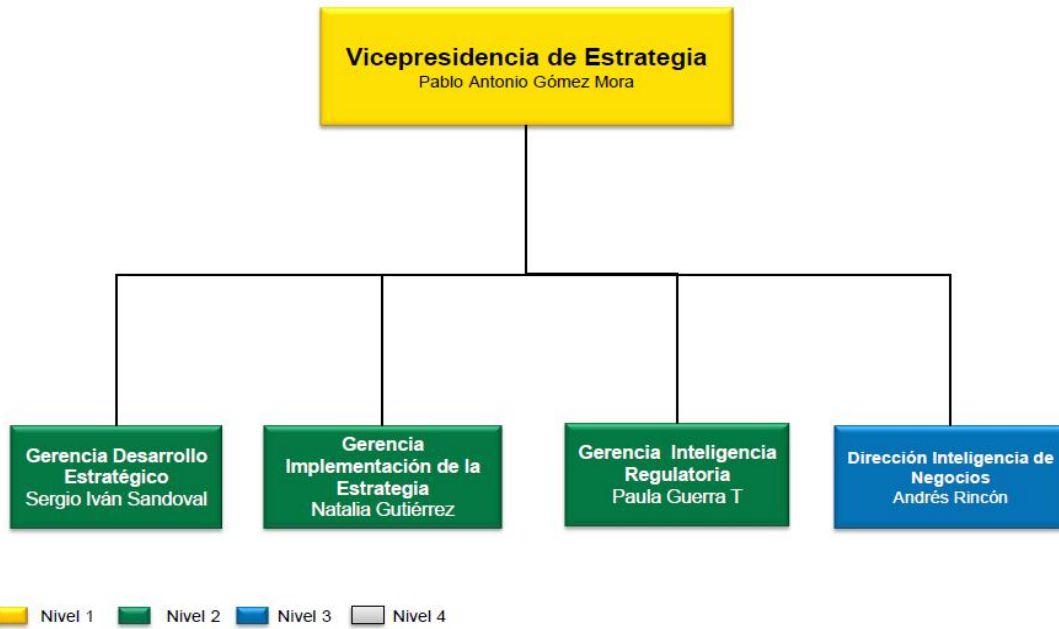 Vicepresidencia de Estrategia
Pablo Antonio Gómez Mora
Gerencia Desarrollo
Estratégico
Sergio Iván Sandoval
Gerencia
Implementación de la
Estrategia
Natalia Gutiérrez
Gerencia Inteligencia
Regulatoria
Paula Guerra T
Dirección Inteligencia de
Negocios
Andrés Rincón
Nivel 1
Nivel 2
Nivel 3
Nivel 4